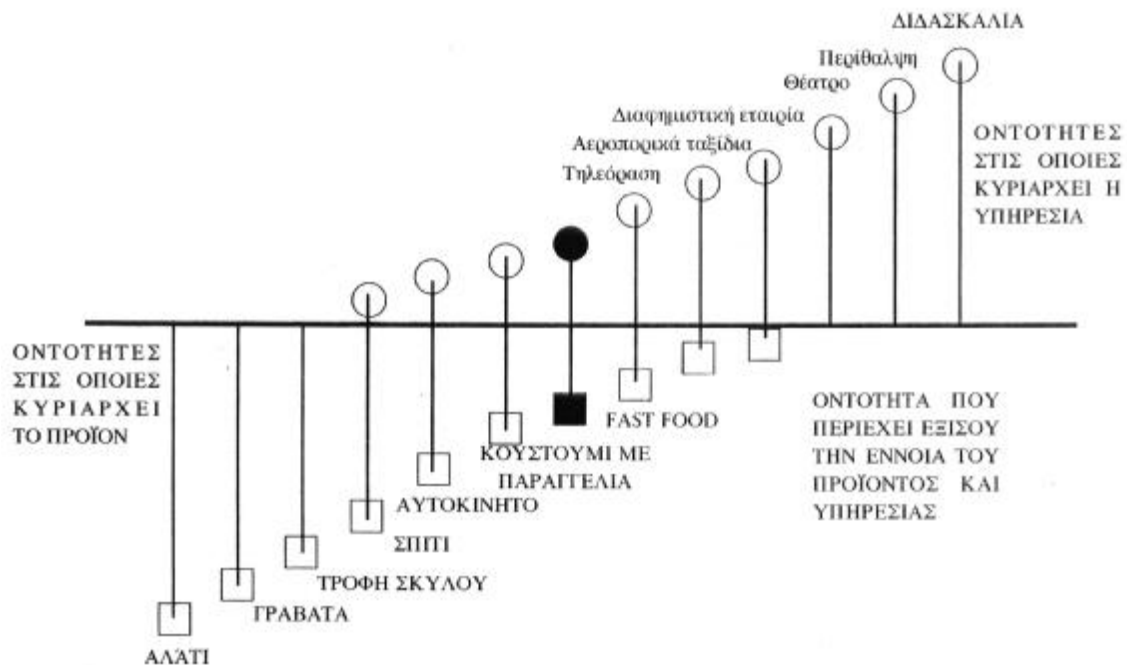 ΔΙΔΑΣΚΑΛΙΑ
Περίθαλψη
Θέατρο
Διαφημιστική εταιρία
Αεροπορικά ταξίδια
Τηλεόραση
ΟΝΤΟΤΗΤΕΣ
ΣΤΙΣ ΟΠΟΙΕΣ
ΚΥΡΙΑΡΧΕΙ Η
ΥΠΗΡΕΣΙΑ
ΟΝΤΟΤΗΤΕΣ
ΣΤΙΣ ΟΠΟΙΕΣ
ΚΥΡΙΑΡΧΕΙ
ΤΟ ΠΡΟΪΟΝ
FAST FOOD
ΚΟΥΣΤΟΥΜΙ ΜΕ
ΠΑΡΑΓΓΕΛΙΑ
ΑΥΤΟΚΙΝΗΤΟ
ΣΠΙΤΙ
ΤΡΟΦΗ ΣΚΥΛΟΥ
ΓΡΑΒΑΤΑ
ΑΛΑΤΙ
ΟΝΤΟΤΗΤΑ ΠΟΥ
ΠΕΡΙΕΧΕΙ ΕΞΙΣΟΥ
ΤΗΝ ΕΝΝΟΙΑ ΤΟΥ
ΠΡΟΪΟΝΤΟΣ ΚΑΙ
ΥΠΗΡΕΣΙΑΣ